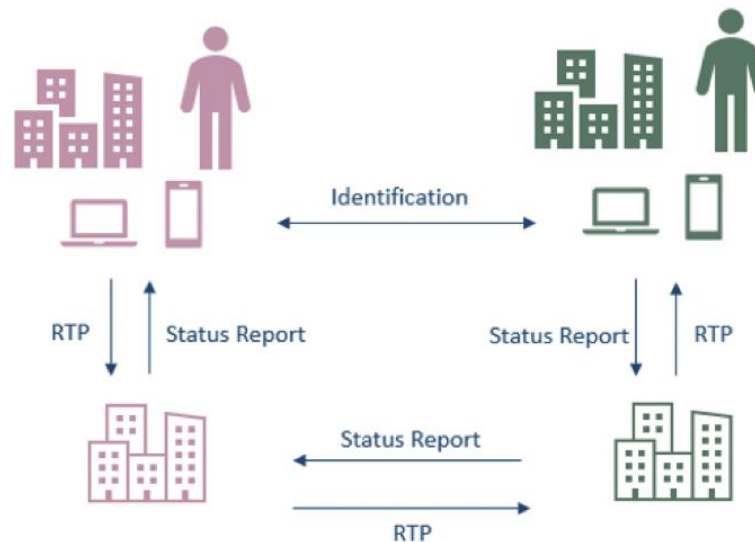 Identification
RTP
Status Report
Status Report
RTP
Status Report
RTP